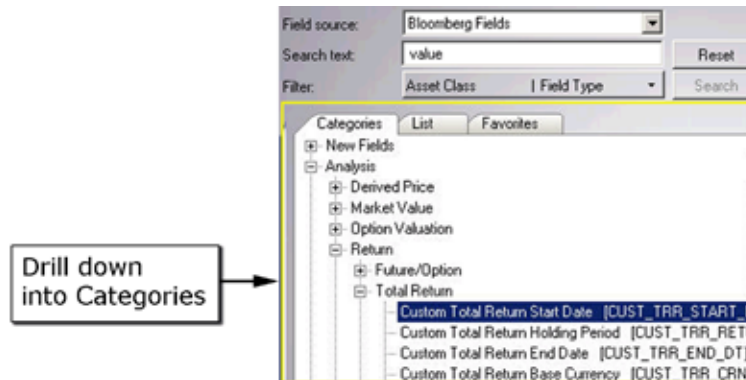 Field source: Bloomberg Fields
Search text: value Reset
Filter: Asset Class | Field Type Search
Categories List Favorites
New Fields
Analysis
Derived Price
Market Value
Option Valuation
Return
Future/Option
Total Return
Custom Total Return Start Date [CUST_TRR_START_
Custom Total Return Holding Period [CUST_TRR_RET
Custom Total Return End Date [CUST_TRR_END_DT]
Custom Total Return Base Currency [CUST_TRR_CRN
Drill down
into Categories